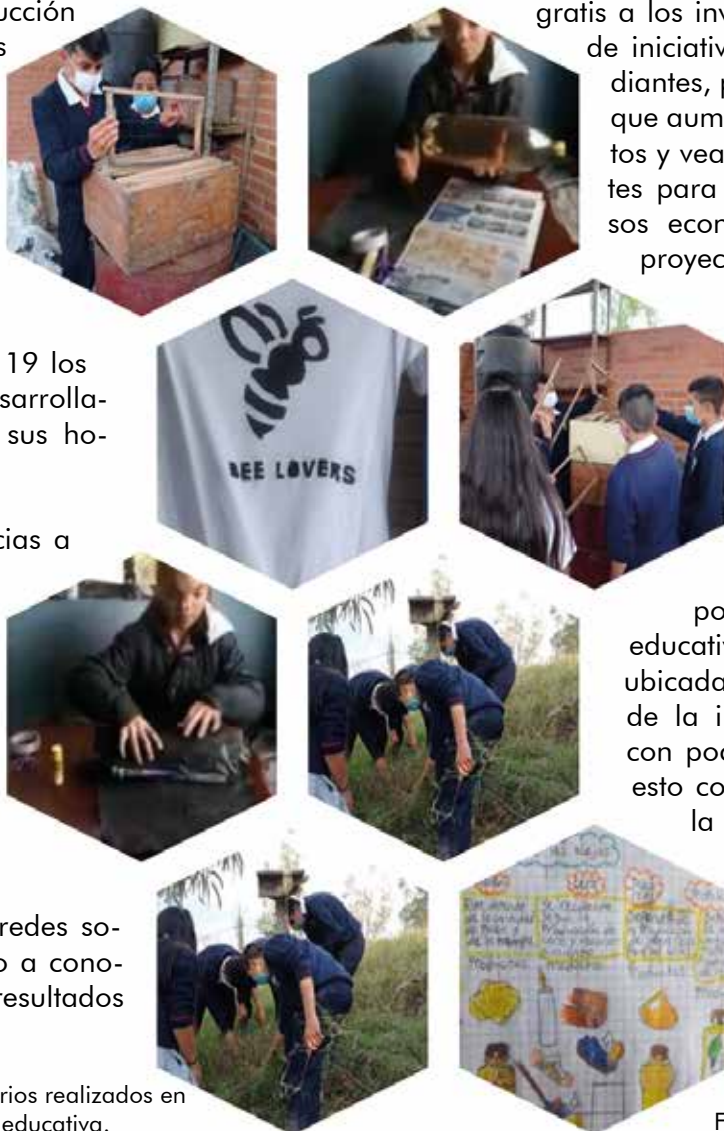 ucción
s
19 los
sarrolla-
sus ho-
cias a
redes so-
o a cono-
resultados
rios realizados en
educativa.
gratis a los inv
de iniciativ
diantes, p
que aum
tos y vea
tes para
sos econ
proyec
BEE LOVERS
po
educativ
ubicada
de la i
con poc
esto co
la
F